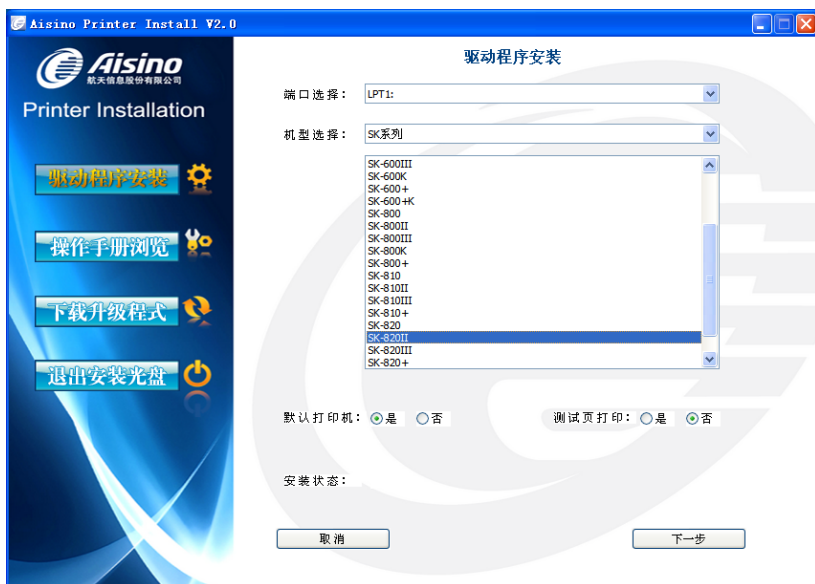 Aisino Printer Install V2.0
Aisino
航天信息股份有限公司
Printer Installation
驱动程序安装
操作手册浏览
下载升级程式
退出安装光盘
驱动程序安装
端口选择: LPT1:
机型选择: SK系列
SK-600III
SK-600K
SK-600+
SK-600+K
SK-800
SK-800II
SK-800III
SK-800K
SK-800+
SK-810
SK-810II
SK-810III
SK-810+
SK-820
SK-820II
SK-820III
SK-820+
默认打印机: 是 否 测试页打印: 是 否
安装状态:
取消 下一步